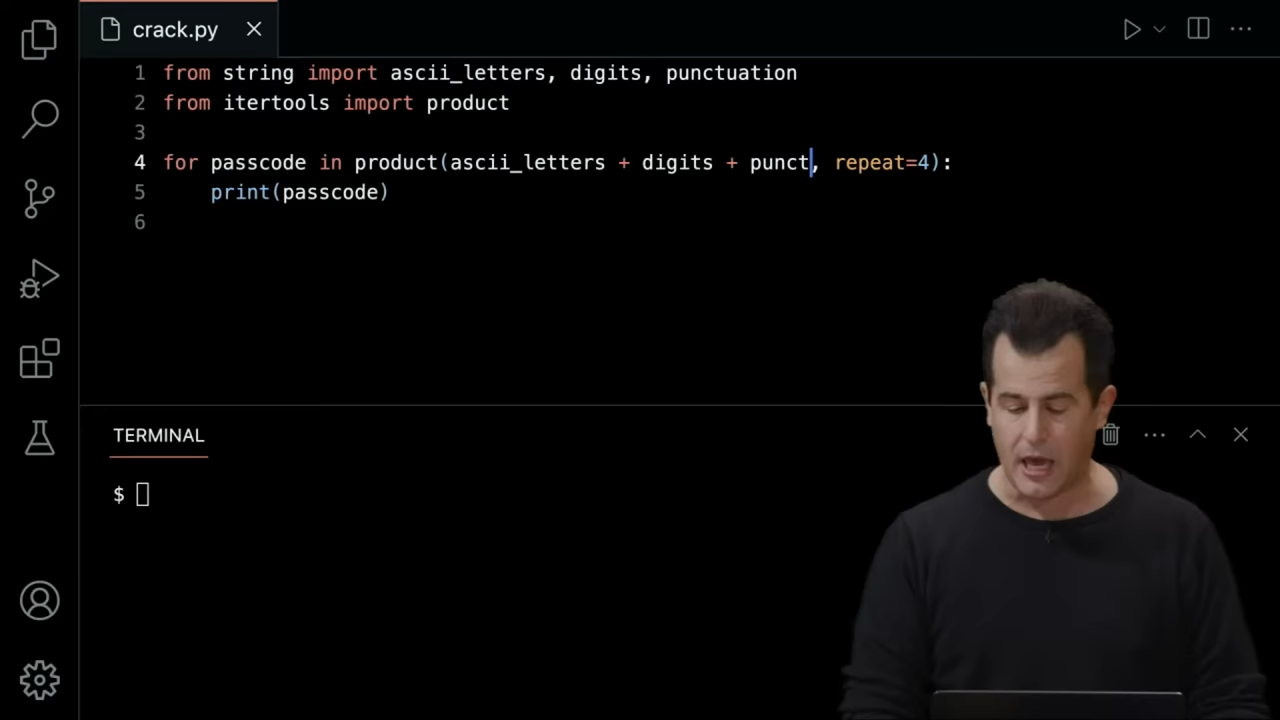 crack.py
1 from string import ascii_letters, digits, punctuation
2 from itertools import product
3
4 for passcode in product(ascii_letters + digits + punct, repeat=4):
5     print(passcode)
6
TERMINAL
$